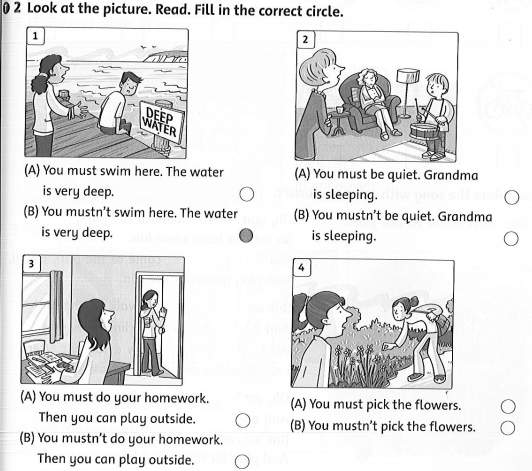 2 Look at the picture. Read. Fill in the correct circle.
1
DEEP
WATER
(A) You must swim here. The water
is very deep.
(B) You mustn't swim here. The water
is very deep.
2
(A) You must be quiet. Grandma
is sleeping.
(B) You mustn't be quiet. Grandma
is sleeping.
3
(A) You must do your homework.
Then you can play outside.
(B) You mustn't do your homework.
Then you can play outside.
4
(A) You must pick the flowers.
(B) You mustn't pick the flowers.